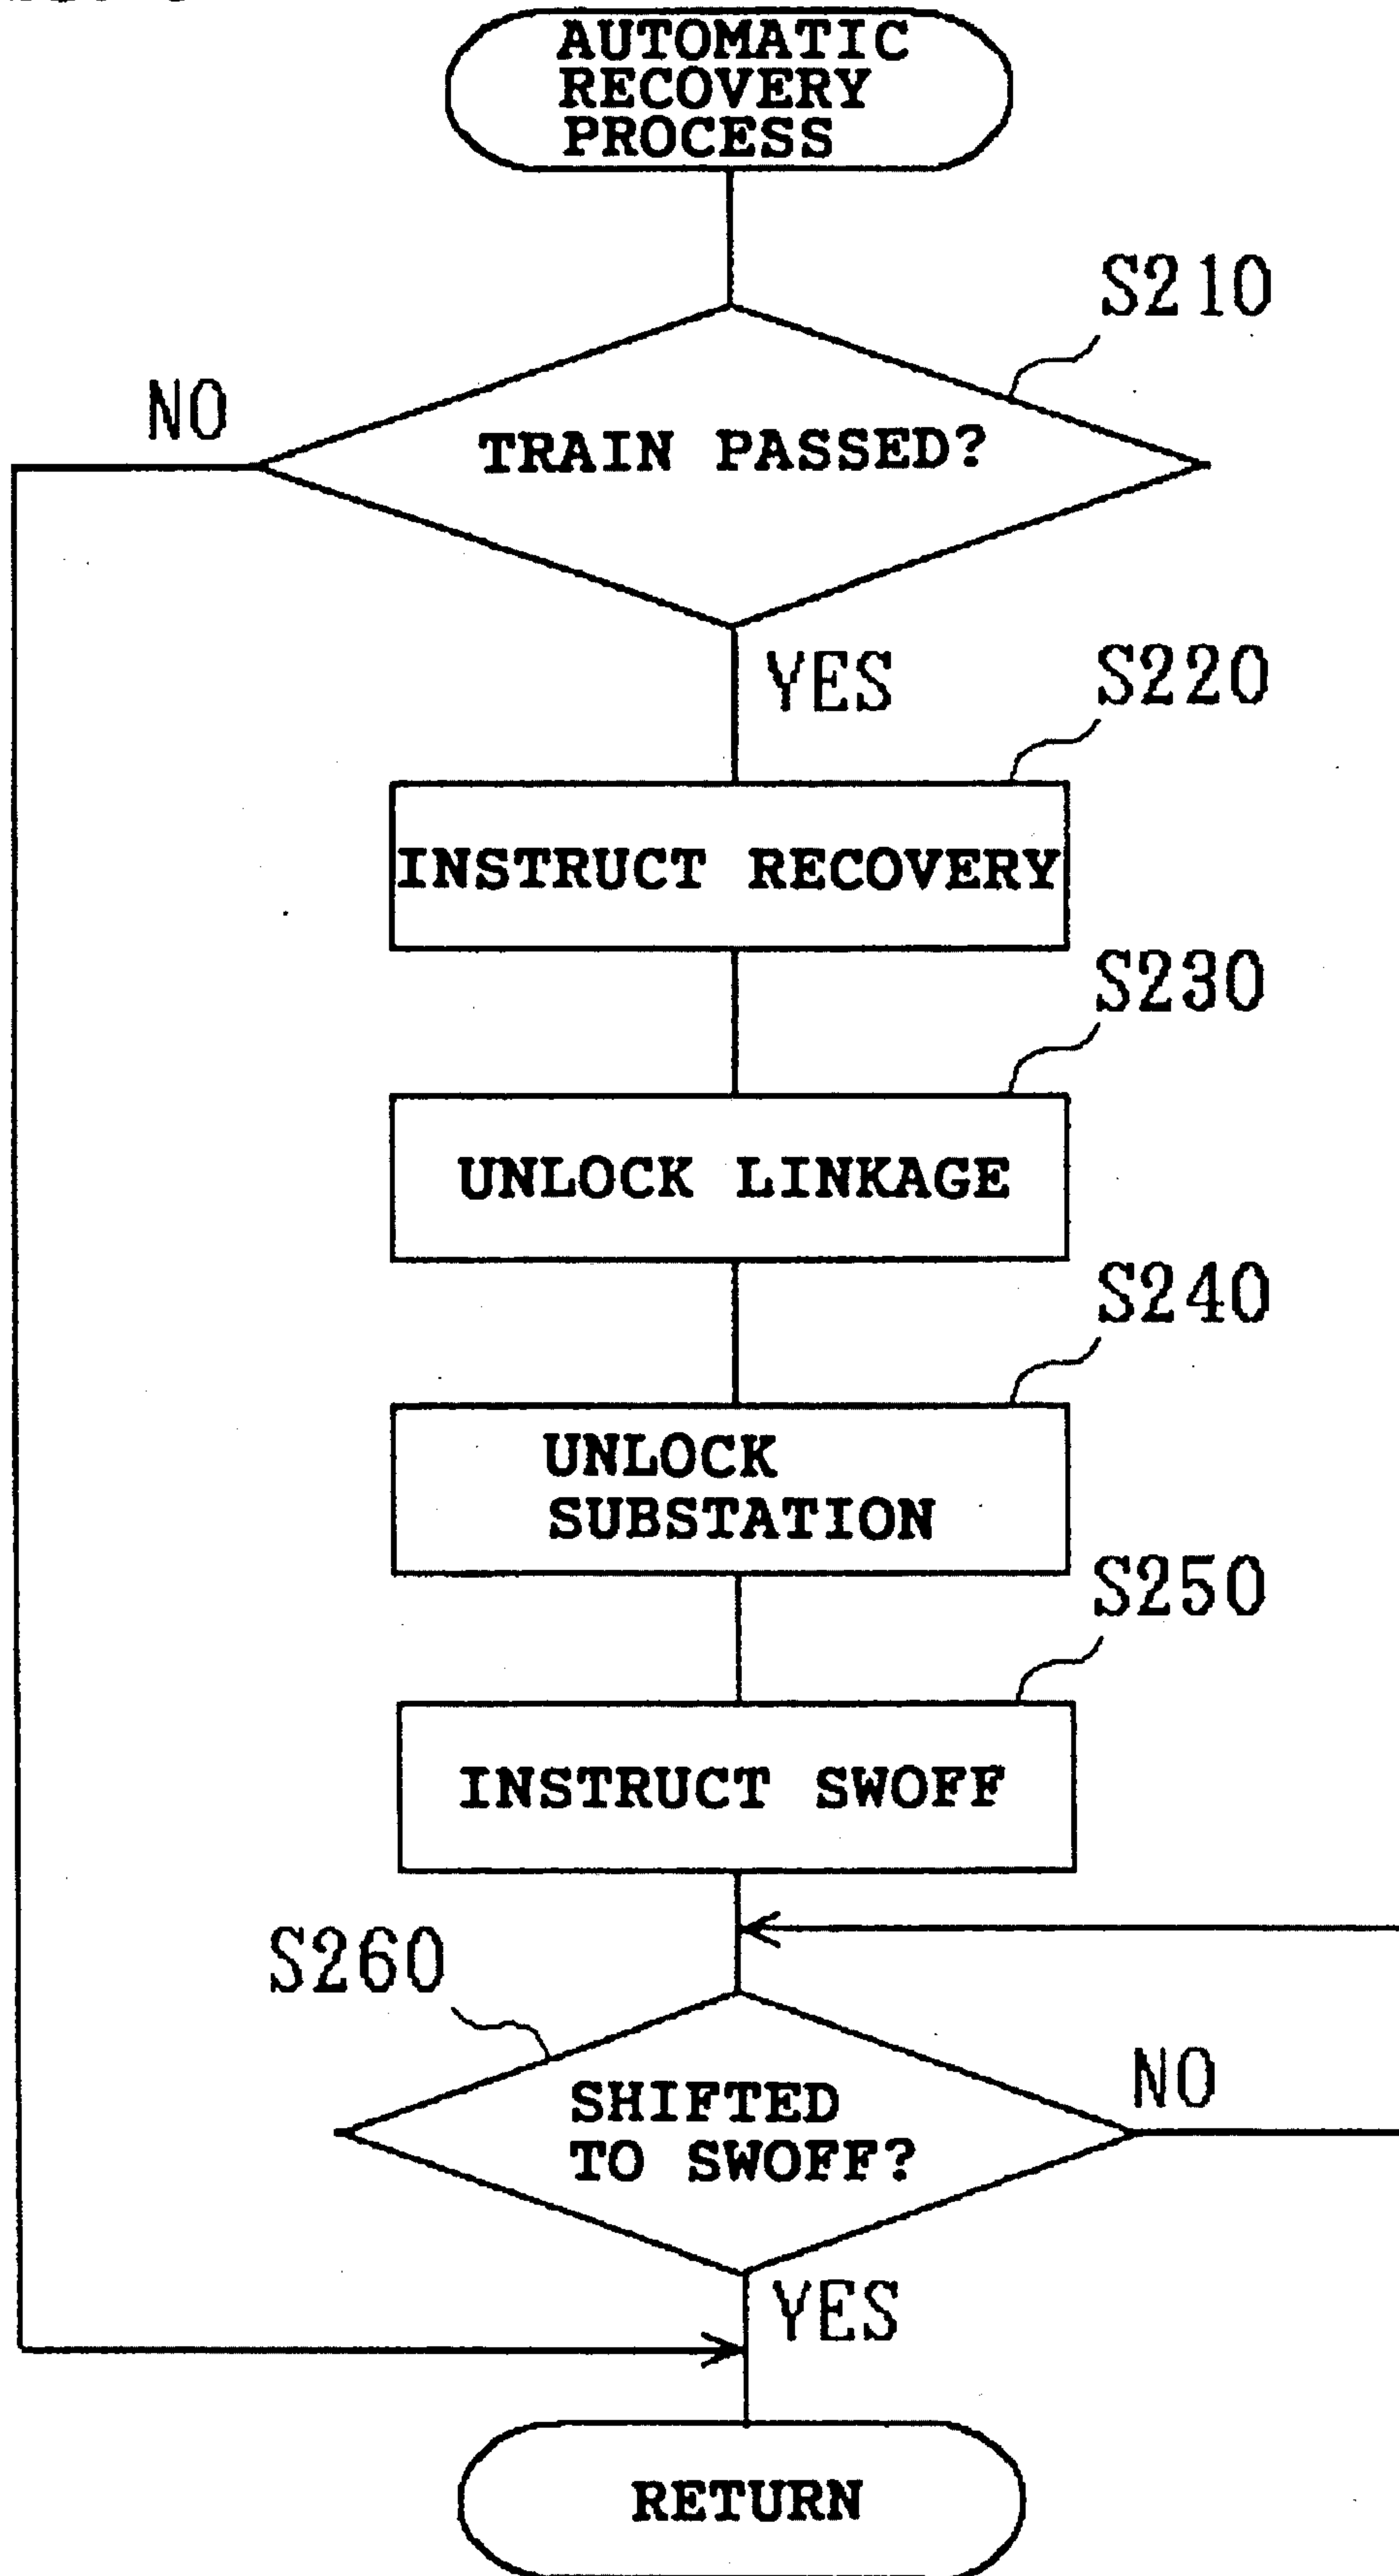 AUTOMATIC
RECOVERY
PROCESS
S210
NO
TRAIN PASSED?
YES
S220
INSTRUCT RECOVERY
S230
UNLOCK LINKAGE
S240
UNLOCK
SUBSTATION
S250
INSTRUCT SWOFF
S260
NO
SHIFTED
TO SWOFF?
YES
RETURN